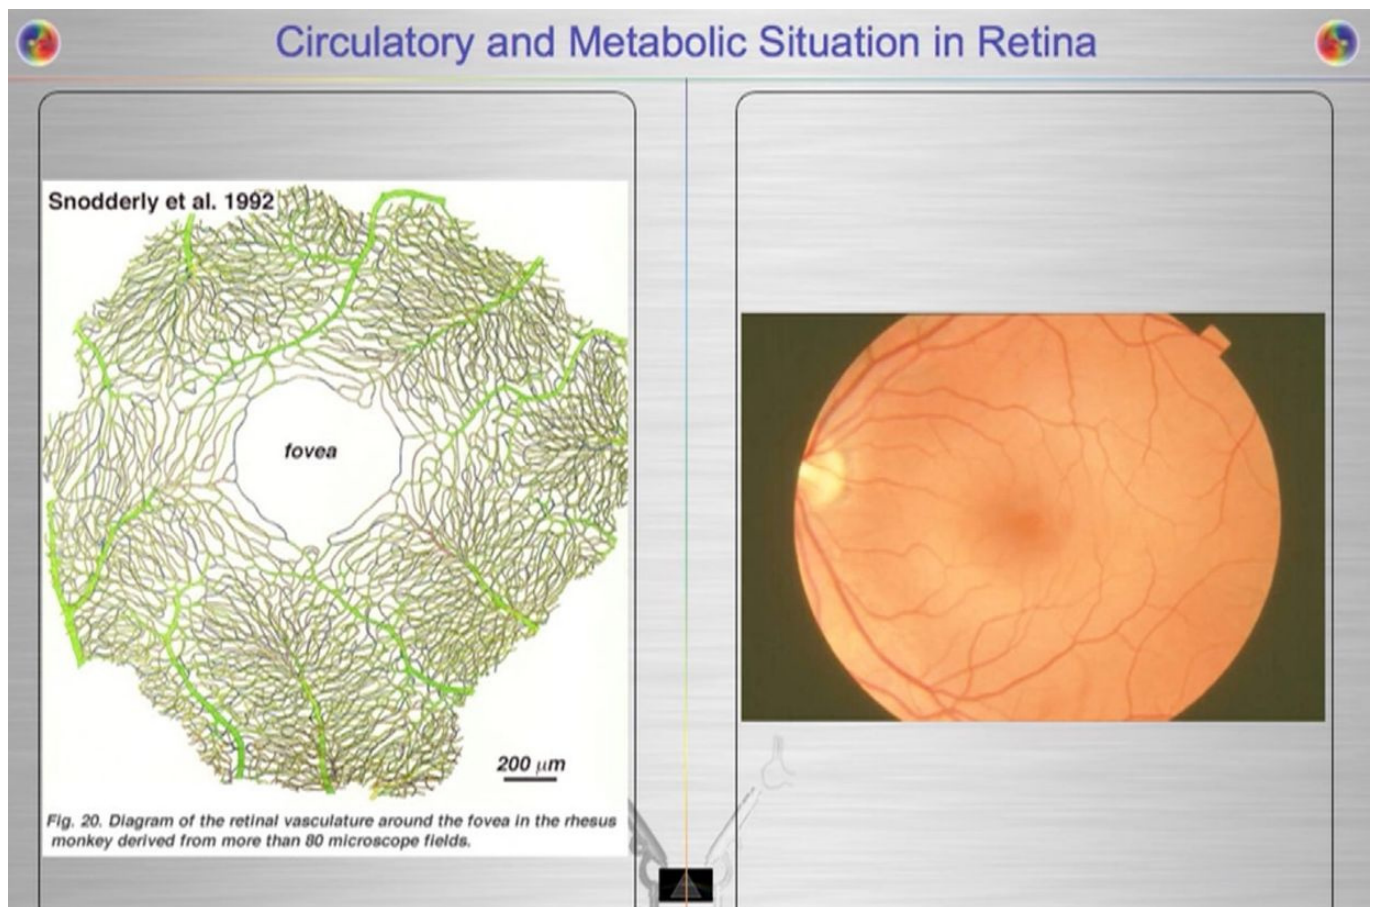 Circulatory and Metabolic Situation in Retina
Snodderly et al. 1992
fovea
200 μm
Fig. 20. Diagram of the retinal vasculature around the fovea in the rhesus
monkey derived from more than 80 microscope fields.